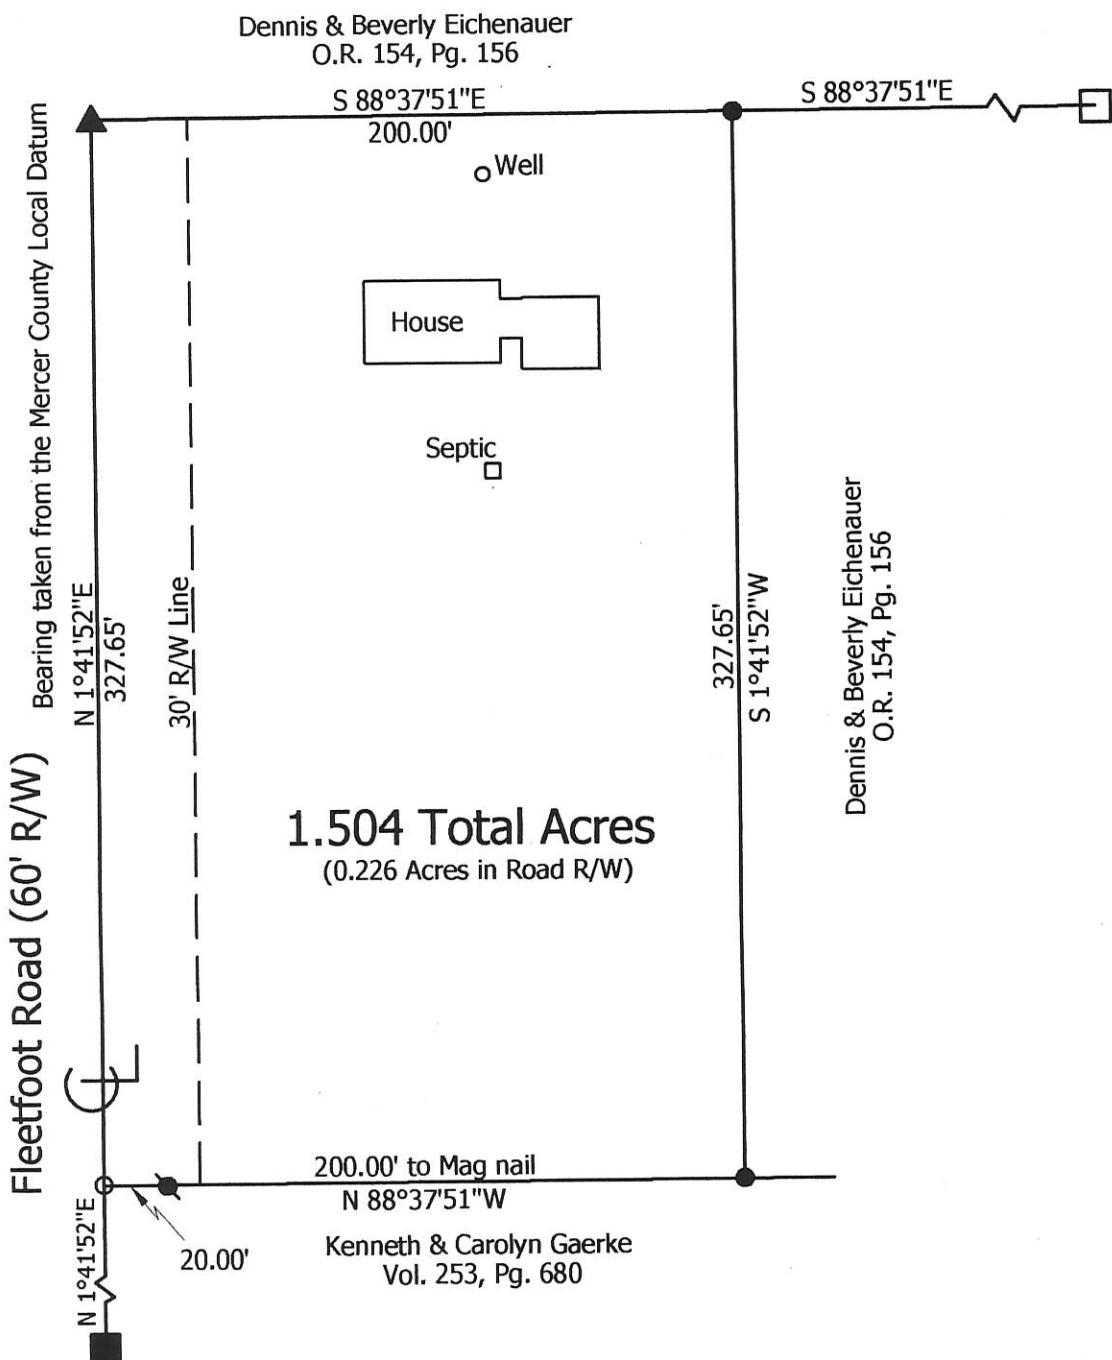 Dennis & Beverly Eichenauer
O.R. 154, Pg. 156
S 88°37'51"E
200.00'
S 88°37'51"E
Well
House
Septic
Bearing taken from the Mercer County Local Datum
N 1°41'52"E
327.65'
30' R/W Line
327.65'
S 1°41'52"W
Dennis & Beverly Eichenauer
O.R. 154, Pg. 156
Fleetfoot Road (60' R/W)
1.504 Total Acres
(0.226 Acres in Road R/W)
200.00' to Mag nail
N 88°37'51"W
N 1°41'52"E
20.00'
Kenneth & Carolyn Gaerke
Vol. 253, Pg. 680